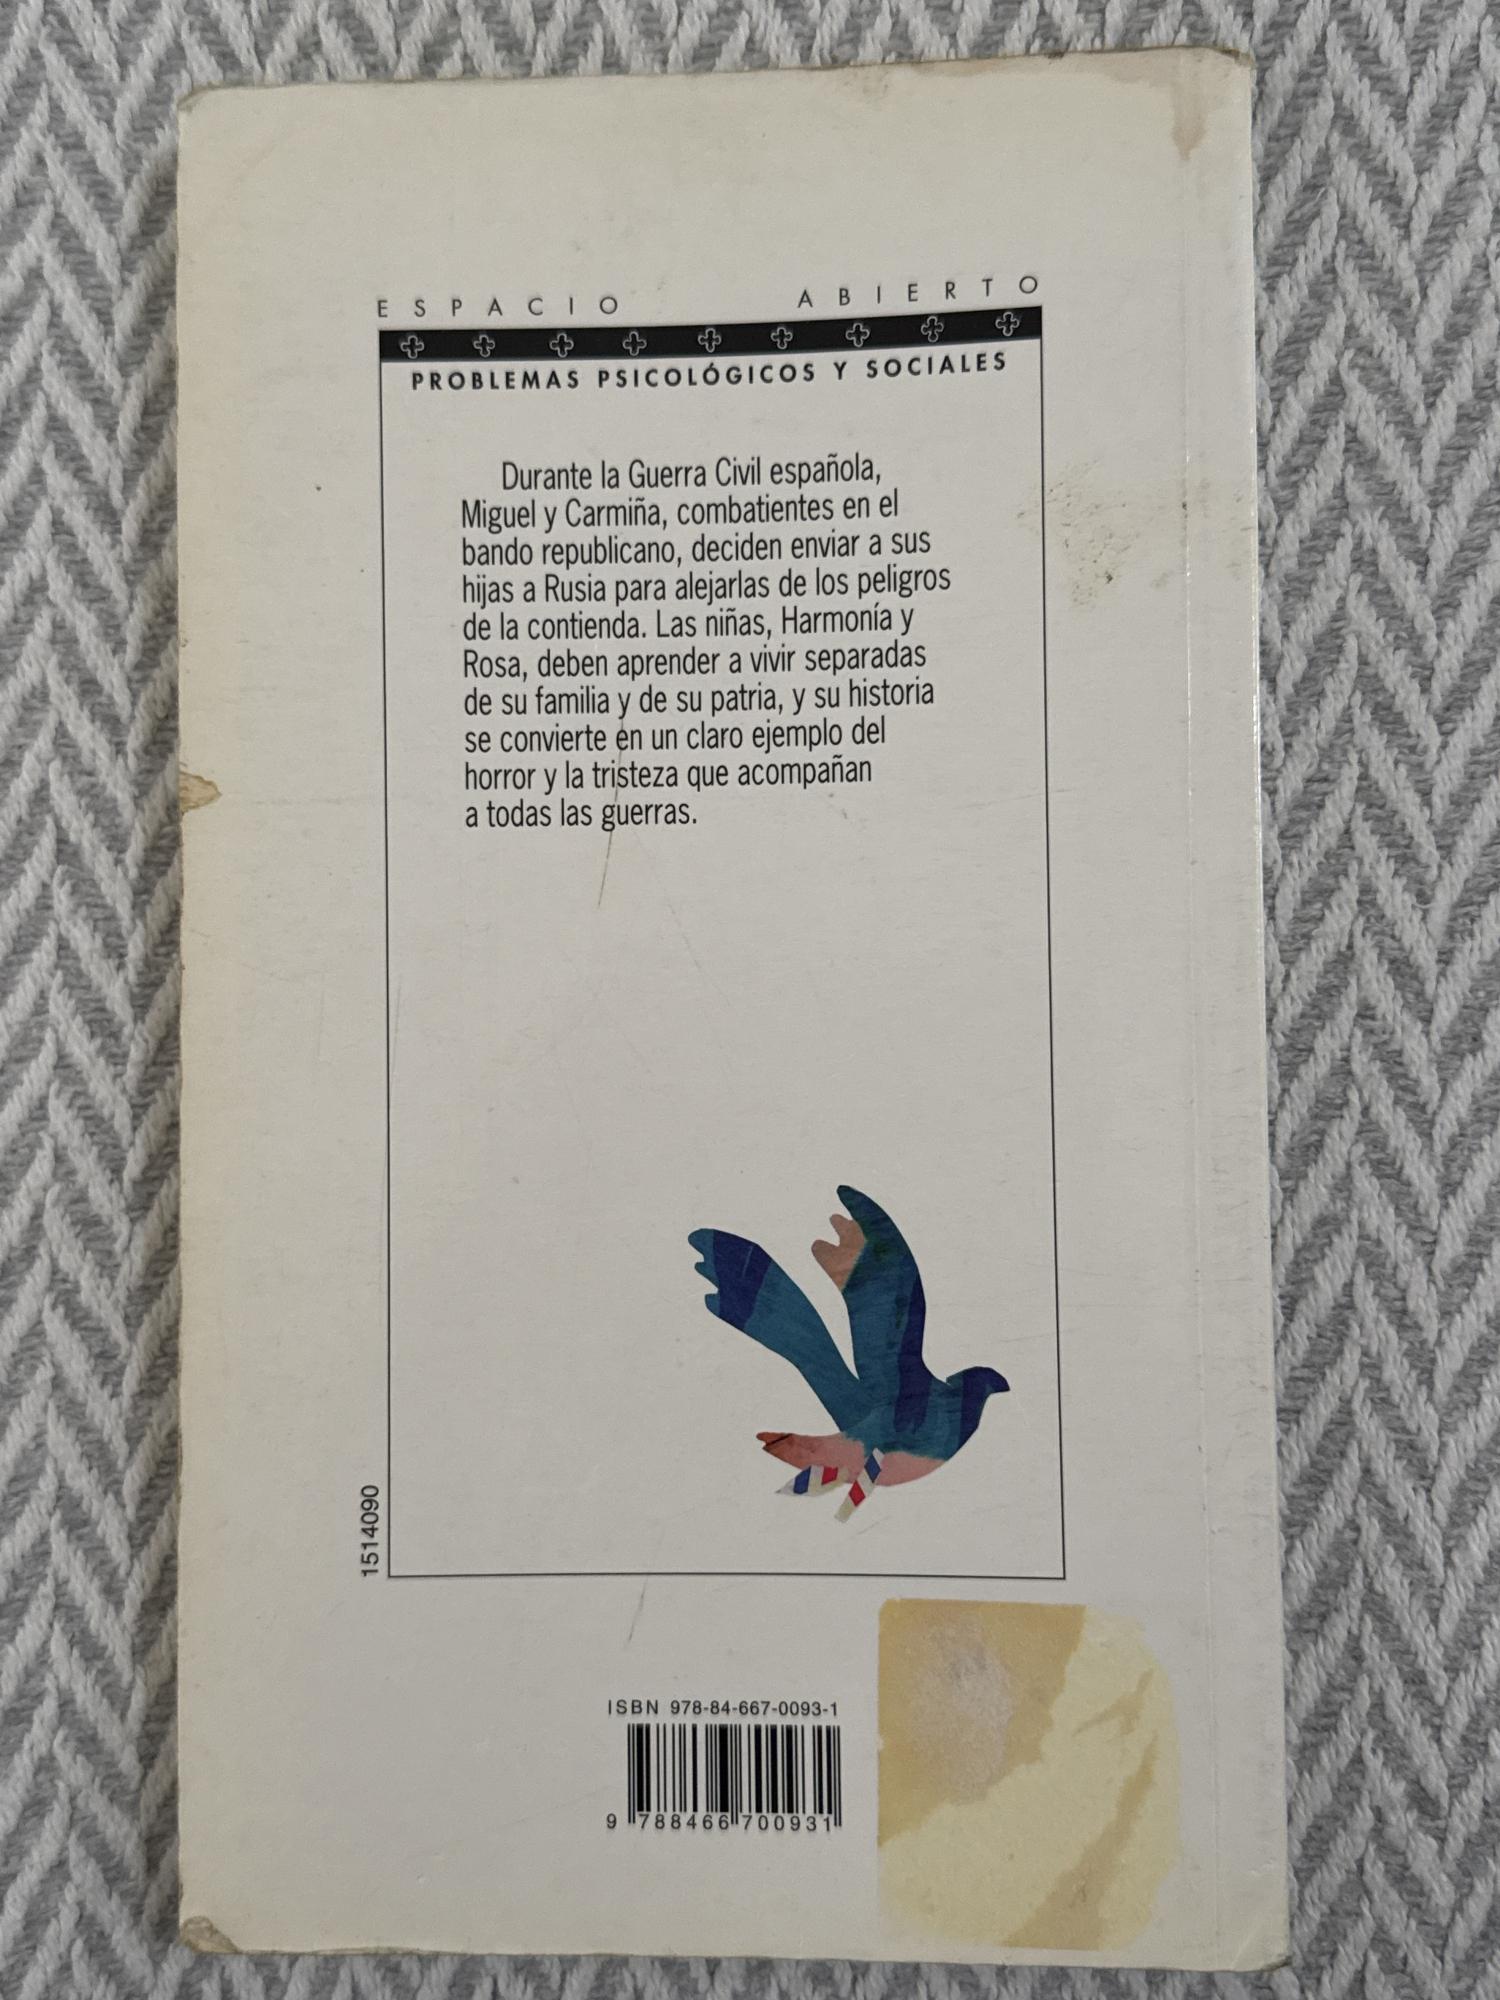 ESPACIO ABIERTO
PROBLEMAS PSICOLÓGICOS Y SOCIALES
Durante la Guerra Civil española,
Miguel y Carmiña, combatientes en el
bando republicano, deciden enviar a sus
hijas a Rusia para alejarlas de los peligros
de la contienda. Las niñas, Harmonía y
Rosa, deben aprender a vivir separadas
de su familia y de su patria, y su historia
se convierte en un claro ejemplo del
horror y la tristeza que acompañan
a todas las guerras.
1514090
ISBN 978-84-667-0093-1
9 788466 700931